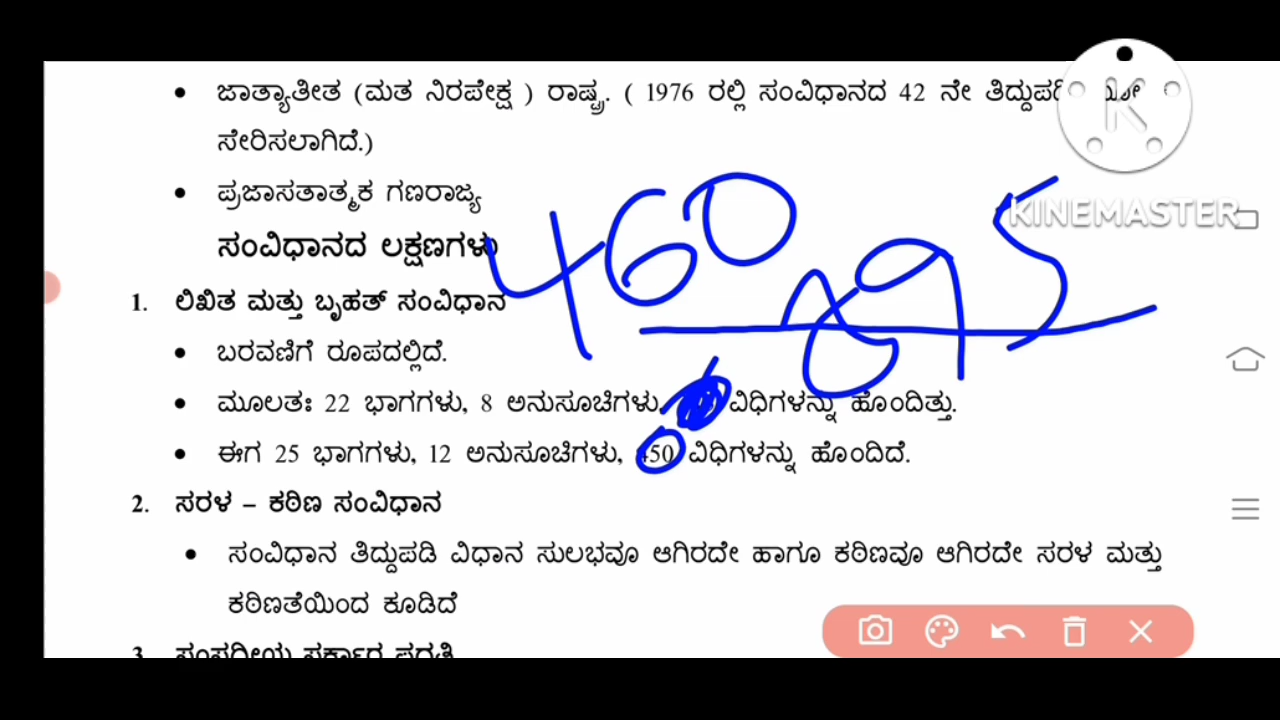 ಜಾತ್ಯಾತೀತ (ಮತ ನಿರಪೇಕ್ಷ ) ರಾಷ್ಟ್ರ. ( 1976 ರಲ್ಲಿ ಸಂವಿಧಾನದ 42 ನೇ
ಸೇರಿಸಲಾಗಿದೆ.)
ಪ್ರಜಾಸತಾತ್ಮಕ ಗಣರಾಜ್ಯ
460
KINEMASTER
ಸಂವಿಧಾನದ ಲಕ್ಷಣಗಳು
1. ಲಿಖಿತ ಮತ್ತು ಬೃಹತ್ ಸಂವಿಧಾನ
ಬರವಣಿಗೆ ರೂಪದಲ್ಲಿದೆ.
ಮೂಲತಃ 22 ಭಾಗಗಳು, 8 ಅನುಸೂಚಿಗಳು, ವಿಧಿಗಳನ್ನು ಹೊಂದಿತ್ತು.
ಈಗ 25 ಭಾಗಗಳು, 12 ಅನುಸೂಚಿಗಳು, 450 ವಿಧಿಗಳನ್ನು ಹೊಂದಿದೆ.
2. ಸರಳ – ಕಠಿಣ ಸಂವಿಧಾನ
ಸಂವಿಧಾನ ತಿದ್ದುಪಡಿ ವಿಧಾನ ಸುಲಭವೂ ಆಗಿರದೇ ಹಾಗೂ ಕಠಿಣವೂ ಆಗಿರದೇ ಸರಳ ಮತ್ತು
ಕಠಿಣತೆಯಿಂದ ಕೂಡಿದೆ